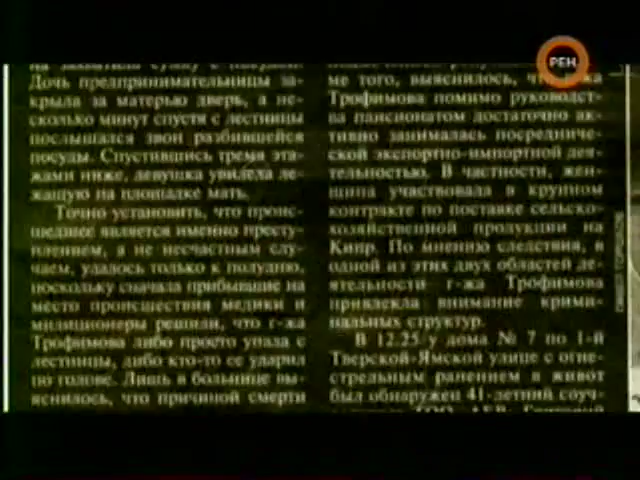 на захватила сумку с
Дочь предпринимательницы за-
крыла за матерью дверь, а не-
сколько минут спустя с лестницы
послышался звон разбившейся
посуды. Спустившись тремя эта-
жами ниже, девушка увидела ле-
жащую на площадке мать.
Точно установить, что проис-
шедшее является именно престу-
плением, а не несчастным слу-
чаем, удалось только к полудню,
поскольку сначала прибывшие на
место происшествия медики и
милиционеры решили, что г-жа
Трофимова либо просто упала с
лестницы, либо кто-то ее ударил
по голове. Лишь в больнице вы-
яснилось, что причиной смерти
ме того, выяснилось, что
Трофимова помимо руководст-
ва пансионатом достаточно ак-
тивно занималась посредниче-
ской экспортно-импортной дея-
тельностью. В частности, жен-
щина участвовала в крупном
контракте по поставке сельско-
хозяйственной продукции на
Кипр. По мнению следствия, в
одной из этих двух областей де-
ятельности г-жа Трофимова
привлекла внимание крими-
нальных структур.
В 12.25 у дома № 7 по 1-й
Тверской-Ямской улице с огне-
стрельным ранением в живот
был обнаружен 41-летний соуч-
РЕН